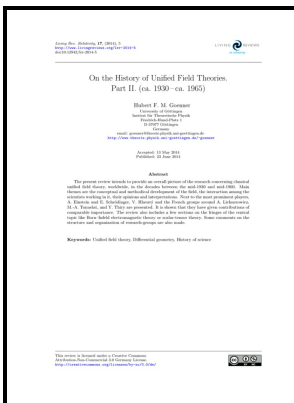 Living Rev. Relativity, 17, (2014), 5
http://www.livingreviews.org/lrr-2014-5
doi:10.12942/lrr-2014-5
LIVING REVIEWS
in relativity
On the History of Unified Field Theories.
Part II. (ca. 1930 – ca. 1965)
Hubert F. M. Goenner
University of Göttingen
Institut für Theoretische Physik
Friedrich-Hund-Platz 1
D-37077 Göttingen
Germany
email: goenner@theorie.physik.uni-goettingen.de
http://www.theorie.physik.uni-goettingen.de/~goenner
Accepted: 13 May 2014
Published: 23 June 2014
Abstract
The present review intends to provide an overall picture of the research concerning classical
unified field theory, worldwide, in the decades between the mid-1930 and mid-1960. Main
themes are the conceptual and methodical development of the field, the interaction among the
scientists working in it, their opinions and interpretations. Next to the most prominent players,
A. Einstein and E. Schrödinger, V. Hlavatý and the French groups around A. Lichnerowicz,
M.-A. Tonnelat, and Y. Thiry are presented. It is shown that they have given contributions of
comparable importance. The review also includes a few sections on the fringes of the central
topic like Born–Infeld electromagnetic theory or scalar-tensor theory. Some comments on the
structure and organization of research-groups are also made.
Keywords: Unified field theory, Differential geometry, History of science
This review is licensed under a Creative Commons
Attribution-Non-Commercial 3.0 Germany License.
http://creativecommons.org/licenses/by-nc/3.0/de/